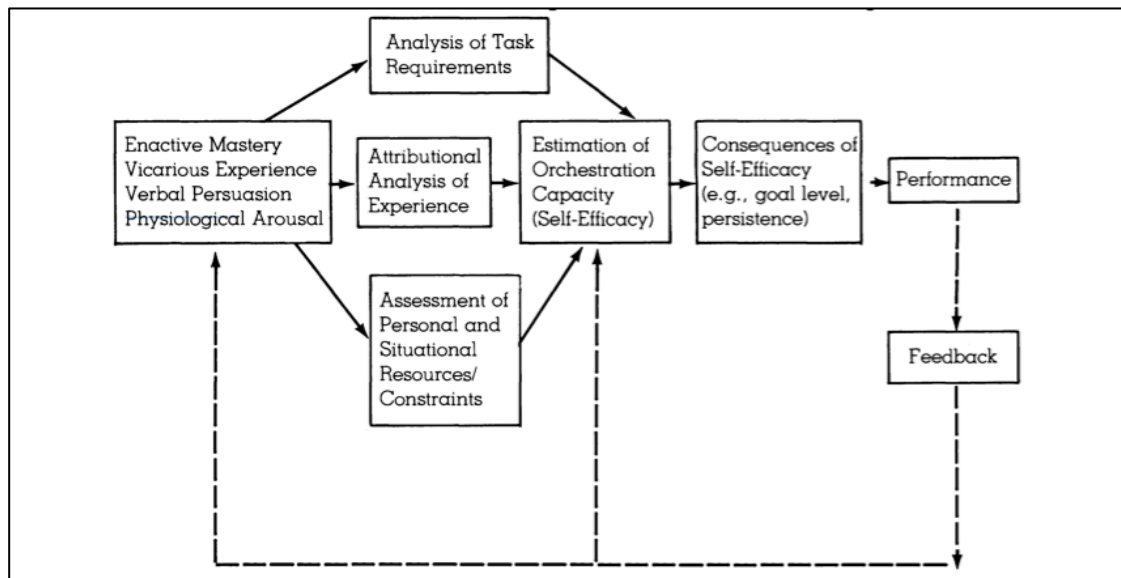 Analysis of Task
Requirements
Enactive Mastery
Vicarious Experience
Verbal Persuasion
Physiological Arousal
Attributional
Analysis of
Experience
Estimation of
Orchestration
Capacity
(Self-Efficacy)
Consequences of
Self-Efficacy
(e.g., goal level,
persistence)
Performance
Assessment of
Personal and
Situational
Resources/
Constraints
Feedback